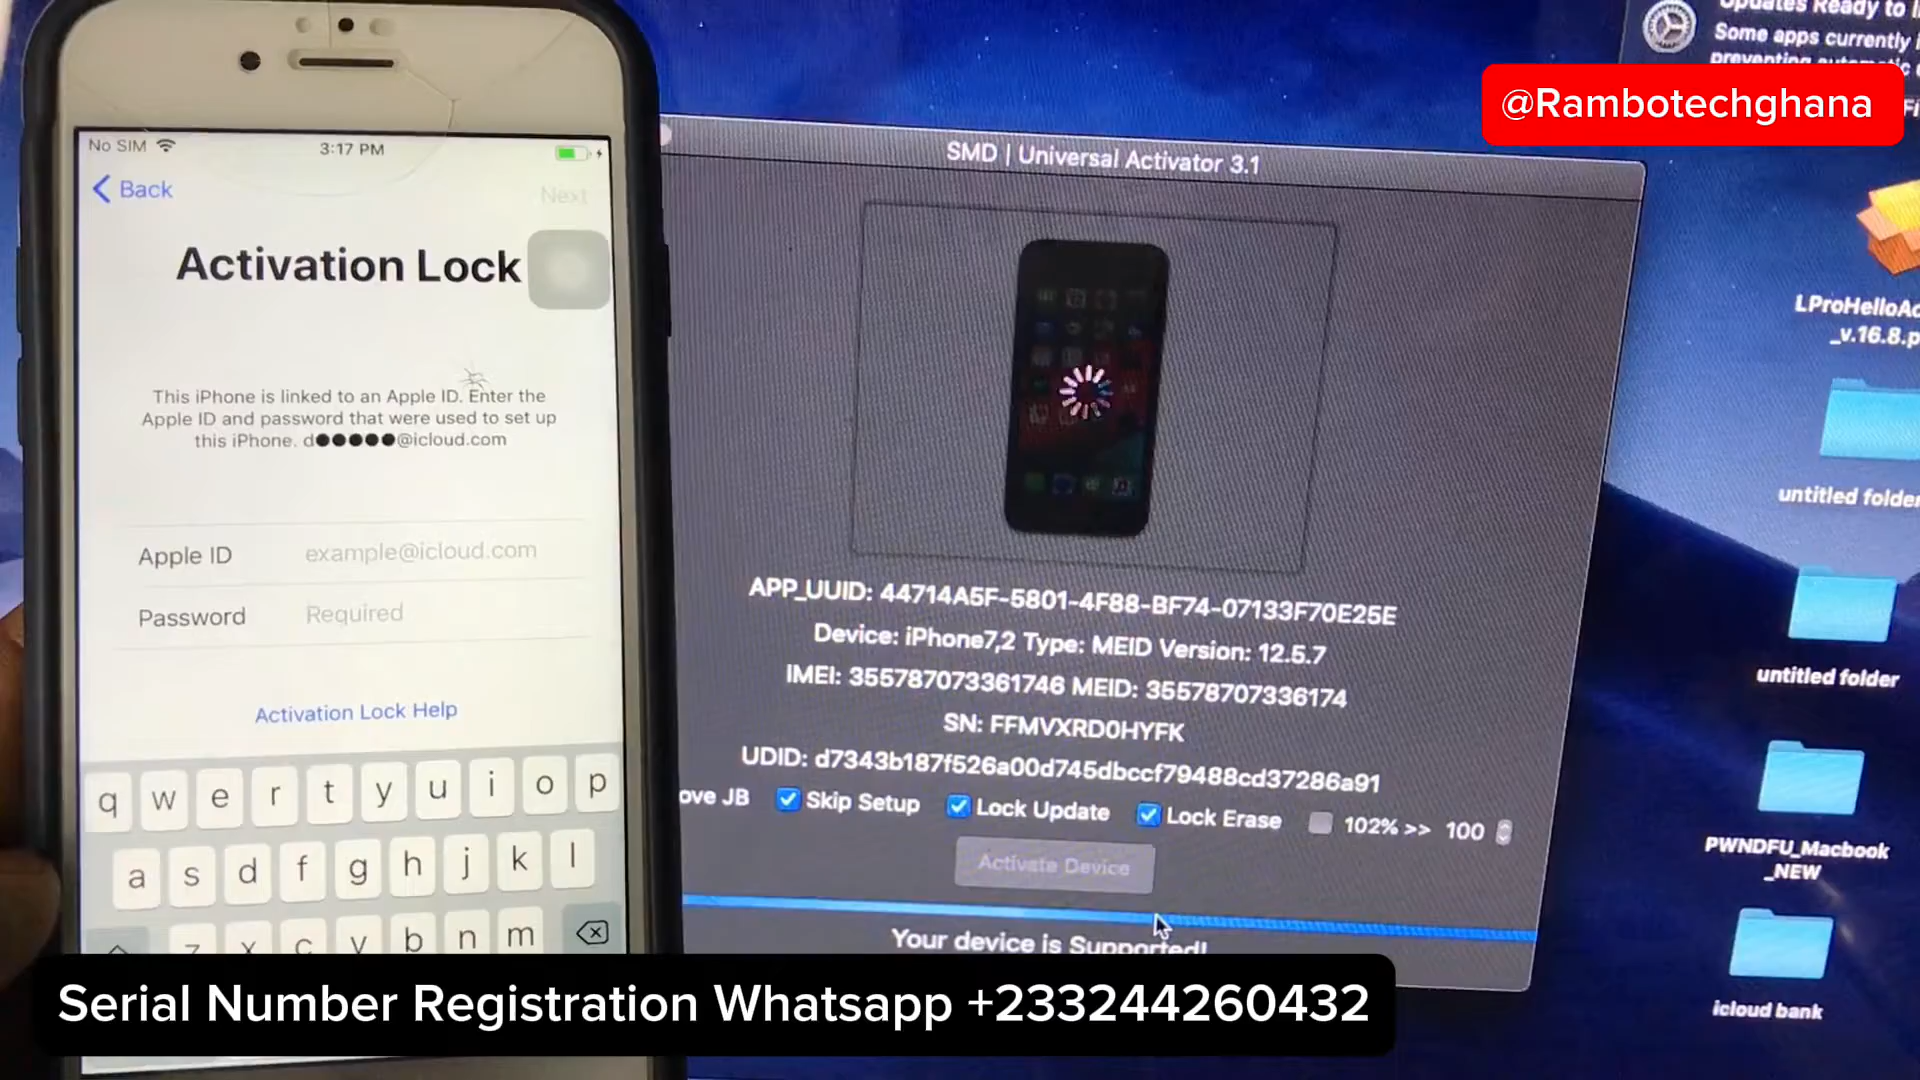 No SIM
3:17 PM
Back
Next
Activation Lock
This iPhone is linked to an Apple ID. Enter the
Apple ID and password that were used to set up
this iPhone. d●●●●●@icloud.com
Apple ID
example@icloud.com
Password
Required
Activation Lock Help
q w e r t y u i o p
a s d f g h j k l
z x c v b n m
Updates Ready to
Some apps currently
preventing
@Rambotechghana
SMD | Universal Activator 3.1
APP_UUID: 44714A5F-5801-4F88-BF74-07133F70E25E
Device: iPhone7,2 Type: MEID Version: 12.5.7
IMEI: 355787073361746 MEID: 35578707336174
SN: FFMVXRD0HYFK
UDID: d7343b187f526a00d745dbccf79488cd37286a91
ove JB
Skip Setup
Lock Update
Lock Erase
102% >> 100
Activate Device
Your device is Supported!
LProHelloAc
_v.16.8.p
untitled folder
untitled folder
PWNDFU_Macbook
_NEW
icloud bank
Serial Number Registration Whatsapp +233244260432